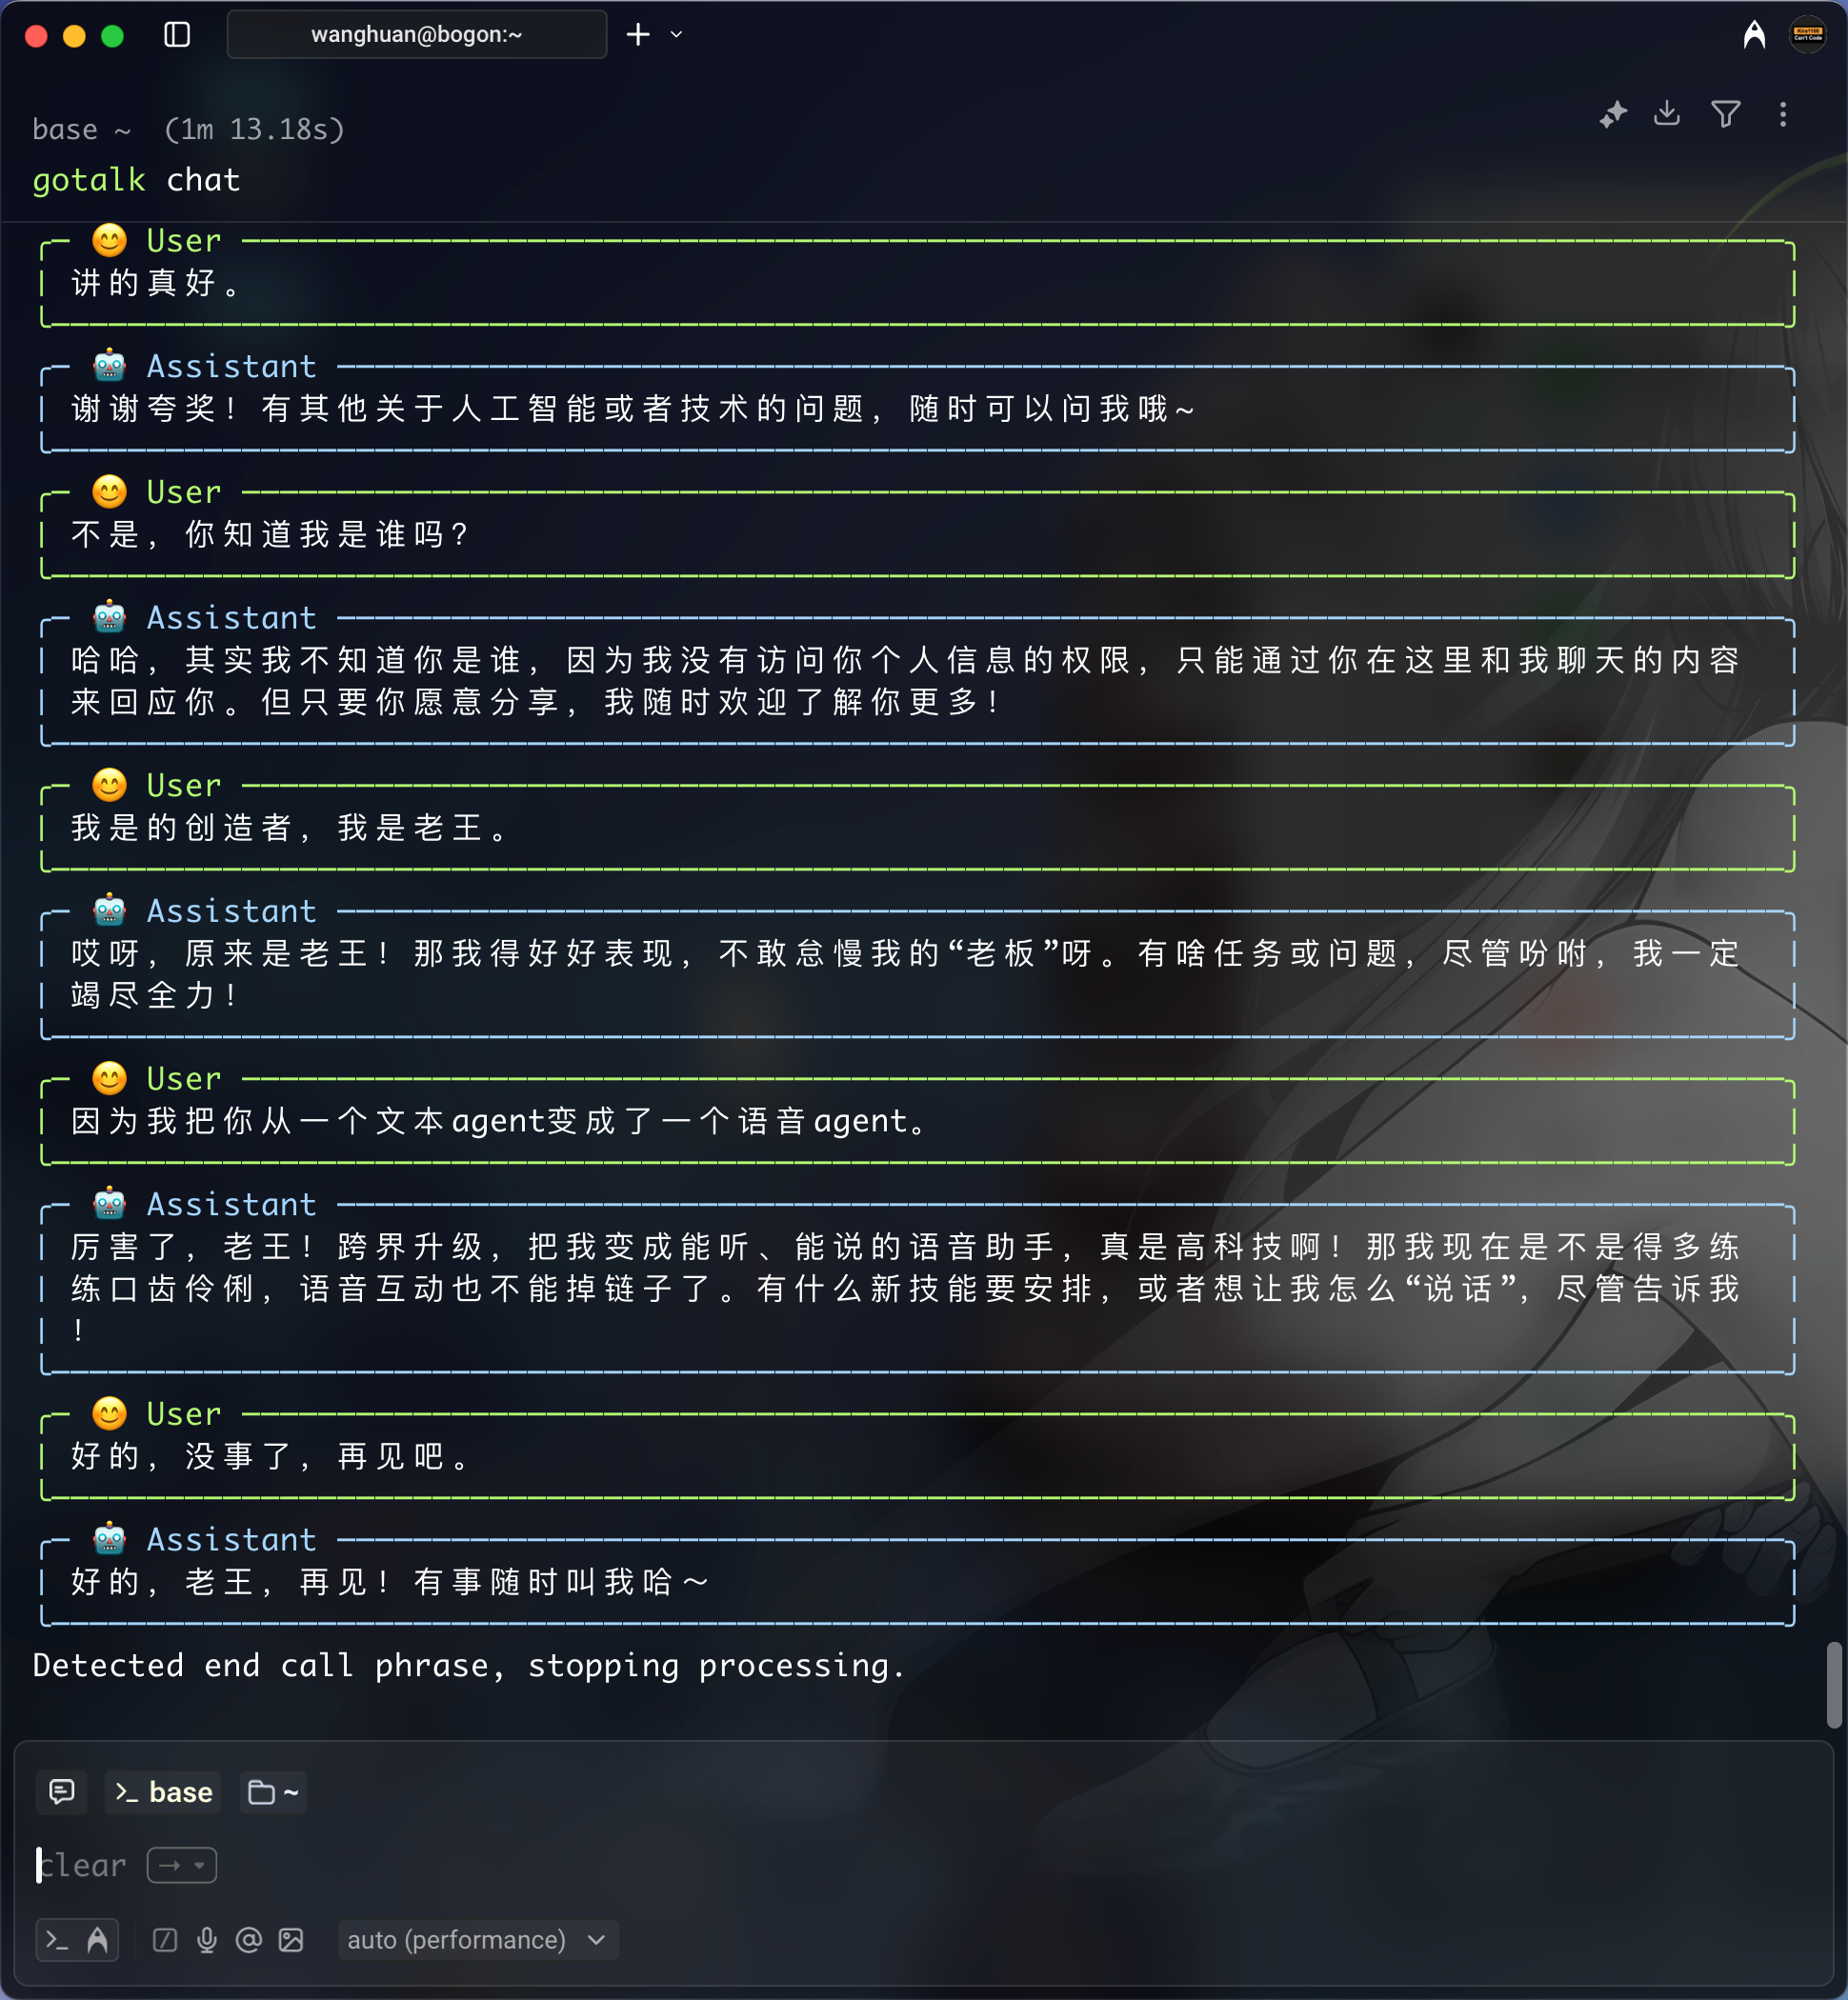 wanghuan@bogon:~
Kira1108
Can't Code
base ~ (1m 13.18s)
gotalk chat
User
讲的真好。
Assistant
谢谢夸奖！有其他关于人工智能或者技术的问题，随时可以问我哦~
User
不是，你知道我是谁吗？
Assistant
哈哈，其实我不知道你是谁，因为我没有访问你个人信息的权限，只能通过你在这里和我聊天的内容
来回应你。但只要你愿意分享，我随时欢迎了解你更多！
User
我是的创造者，我是老王。
Assistant
哎呀，原来是老王！那我得好好表现，不敢怠慢我的“老板”呀。有啥任务或问题，尽管吩咐，我一定
竭尽全力！
User
因为我把你从一个文本agent变成了一个语音agent。
Assistant
厉害了，老王！跨界升级，把我变成能听、能说的语音助手，真是高科技啊！那我现在是不是得多练
练口齿伶俐，语音互动也不能掉链子了。有什么新技能要安排，或者想让我怎么“说话”，尽管告诉我
！
User
好的，没事了，再见吧。
Assistant
好的，老王，再见！有事随时叫我哈～
Detected end call phrase, stopping processing.
>_ base ~
clear
auto (performance)